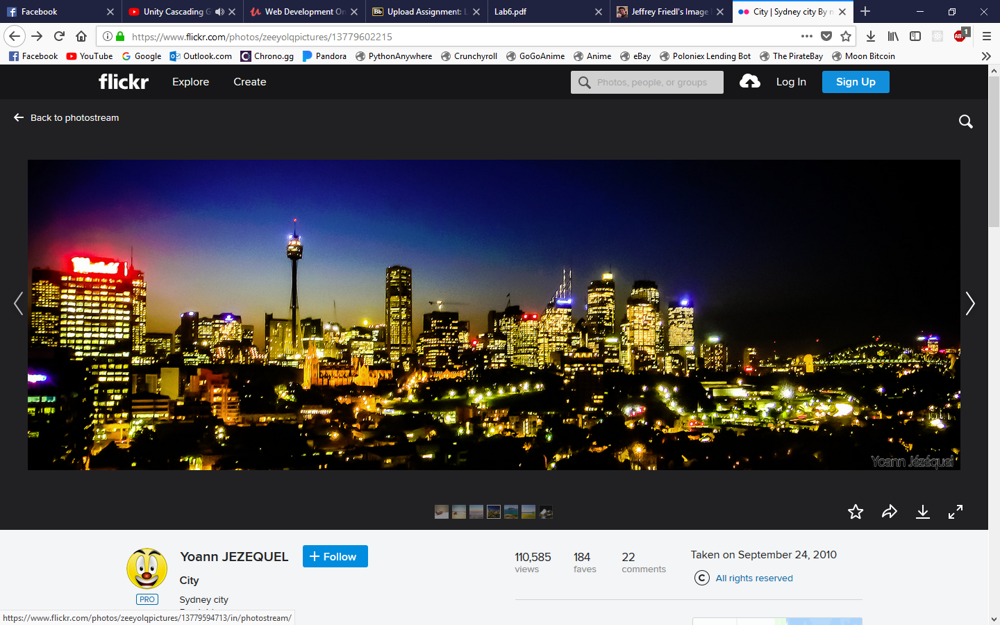 Facebook
Unity Cascading G
Web Development On
Bb Upload Assignment: L
Lab6.pdf
Jeffrey Friedl's Image
City | Sydney city By n
https://www.flickr.com/photos/zeeyolqpictures/13779602215
1
Facebook
YouTube
Google
Outlook.com
Chrono.gg
Pandora
PythonAnywhere
Crunchyroll
GoGoAnime
Anime
eBay
Poloniex Lending Bot
The PirateBay
Moon Bitcoin
flickr
Explore
Create
Photos, people, or groups
Log In
Sign Up
Back to photostream
Yoann Jézéquel
Yoann JEZEQUEL
+ Follow
City
PRO
Sydney city
110,585
views
184
faves
22
comments
Taken on September 24, 2010
All rights reserved
https://www.flickr.com/photos/zeeyolqpictures/13779594713/in/photostream/